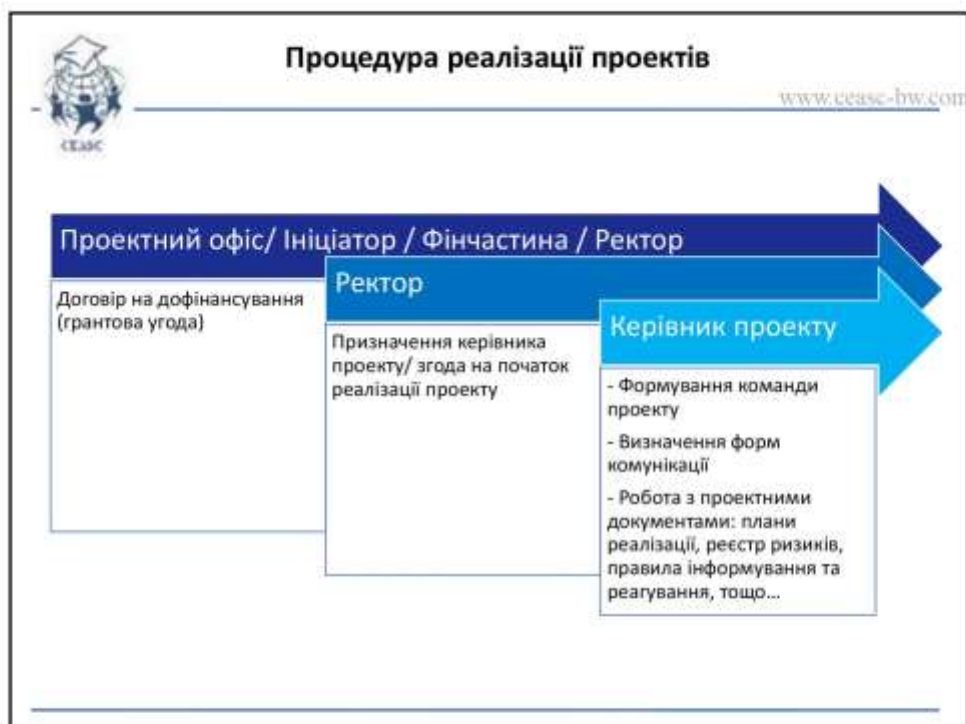 Процедура реалізації проектів
www.ceasc-bw.com
CEASC
Проектний офіс/ Ініціатор / Фінчастина / Ректор
Договір на дофінансування
(грантова угода)
Ректор
Призначення керівника
проекту/ згода на початок
реалізації проекту
Керівник проекту
- Формування команди
проекту
- Визначення форм
комунікації
- Робота з проектними
документами: плани
реалізації, реєстр ризиків,
правила інформування та
реагування, тощо...